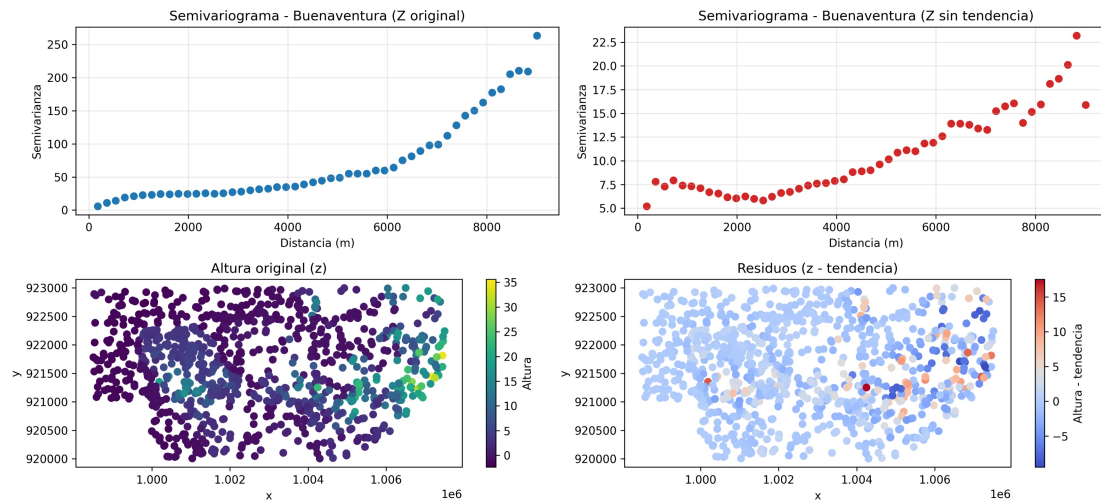 Semivariograma - Buenaventura (Z original)
Semivarianza
250
200
150
100
50
0
0 2000 4000 6000 8000
Distancia (m)
Semivariograma - Buenaventura (Z sin tendencia)
Semivarianza
22.5
20.0
17.5
15.0
12.5
10.0
7.5
5.0
0 2000 4000 6000 8000
Distancia (m)
Altura original (z)
y
923000
922500
922000
921500
921000
920500
920000
1.000 1.002 1.004 1.006
1e6
x
35
30
25
20
15
10
5
0
Altura
Residuos (z - tendencia)
y
923000
922500
922000
921500
921000
920500
920000
1.000 1.002 1.004 1.006
1e6
x
15
10
5
0
−5
Altura - tendencia